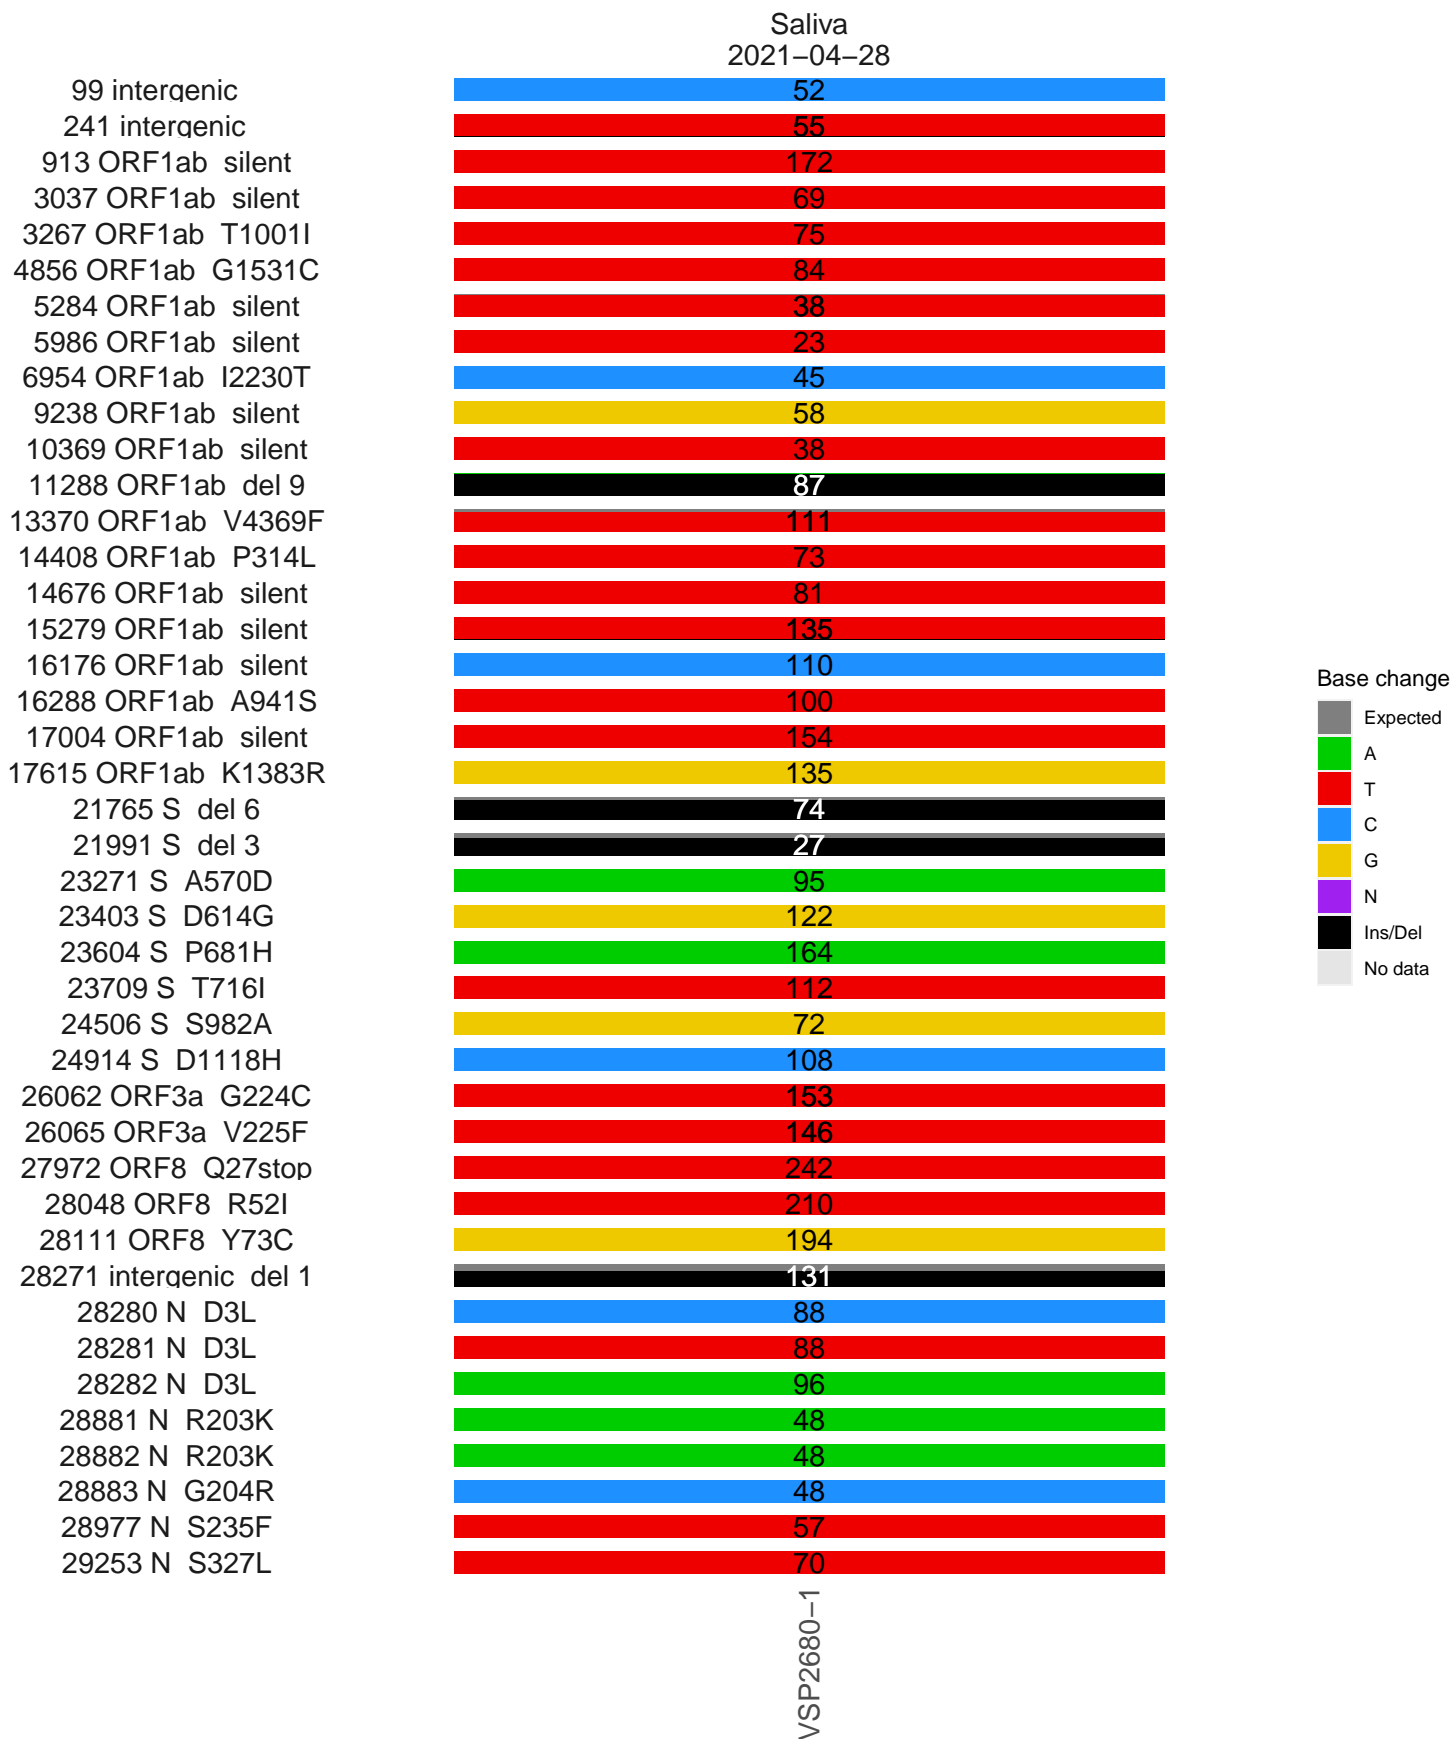 Saliva
2021−04−28
99 intergenic 52
241 intergenic 55
913 ORF1ab silent 172
3037 ORF1ab silent 69
3267 ORF1ab T1001I 75
4856 ORF1ab G1531C 84
5284 ORF1ab silent 38
5986 ORF1ab silent 23
6954 ORF1ab I2230T 45
9238 ORF1ab silent 58
10369 ORF1ab silent 38
11288 ORF1ab del 9 87
13370 ORF1ab V4369F 111
14408 ORF1ab P314L 73
14676 ORF1ab silent 81
15279 ORF1ab silent 135
16176 ORF1ab silent 110
16288 ORF1ab A941S 100
17004 ORF1ab silent 154
17615 ORF1ab K1383R 135
21765 S del 6 74
21991 S del 3 27
23271 S A570D 95
23403 S D614G 122
23604 S P681H 164
23709 S T716I 112
24506 S S982A 72
24914 S D1118H 108
26062 ORF3a G224C 153
26065 ORF3a V225F 146
27972 ORF8 Q27stop 242
28048 ORF8 R52I 210
28111 ORF8 Y73C 194
28271 intergenic del 1 131
28280 N D3L 88
28281 N D3L 88
28282 N D3L 96
28881 N R203K 48
28882 N R203K 48
28883 N G204R 48
28977 N S235F 57
29253 N S327L 70
VSP2680−1
Base change
Expected
A
T
C
G
N
Ins/Del
No data